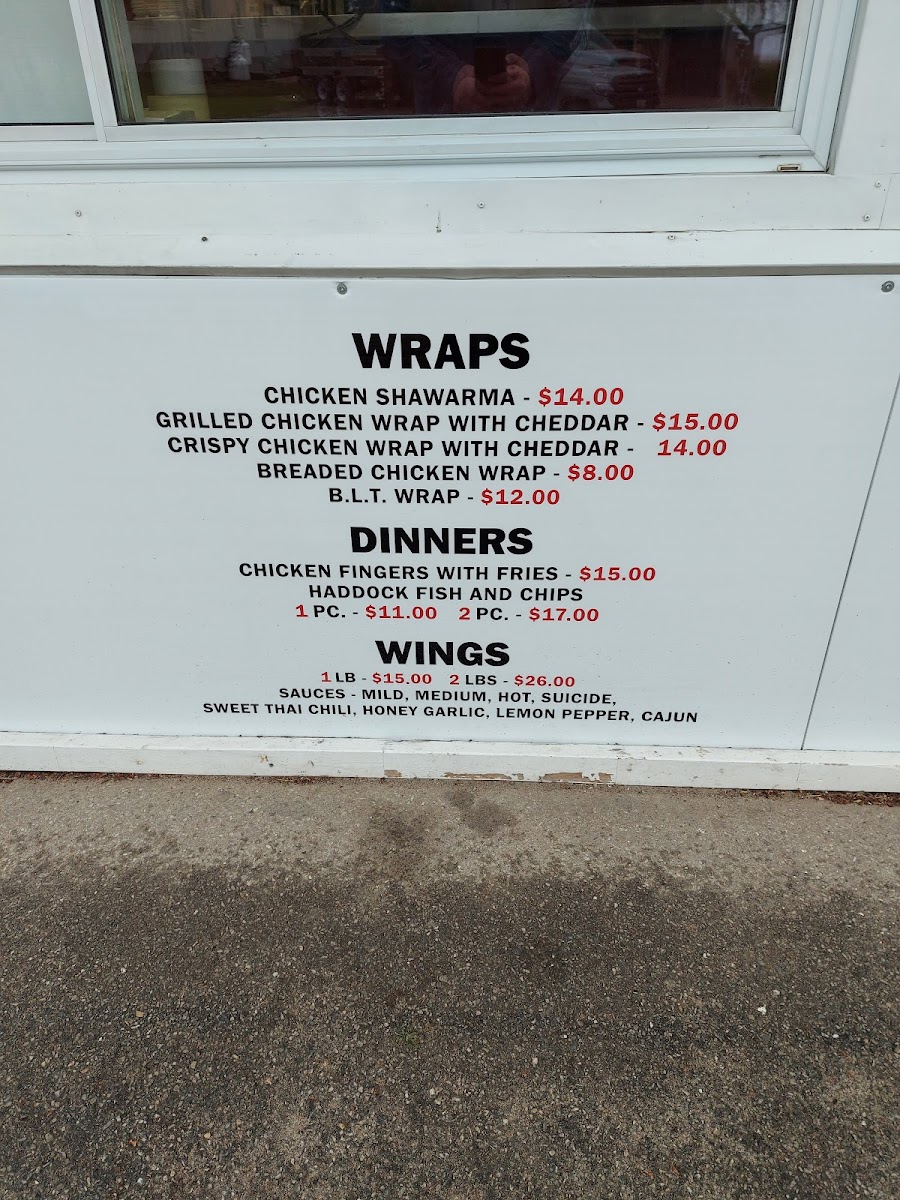 WRAPS
CHICKEN SHAWARMA - $14.00
GRILLED CHICKEN WRAP WITH CHEDDAR - $15.00
CRISPY CHICKEN WRAP WITH CHEDDAR - 14.00
BREADED CHICKEN WRAP - $8.00
B.L.T. WRAP - $12.00
DINNERS
CHICKEN FINGERS WITH FRIES - $15.00
HADDOCK FISH AND CHIPS
1 PC. - $11.00 2 PC. - $17.00
WINGS
1 LB - $15.00 2 LBS - $26.00
SAUCES - MILD, MEDIUM, HOT, SUICIDE,
SWEET THAI CHILI, HONEY GARLIC, LEMON PEPPER, CAJUN